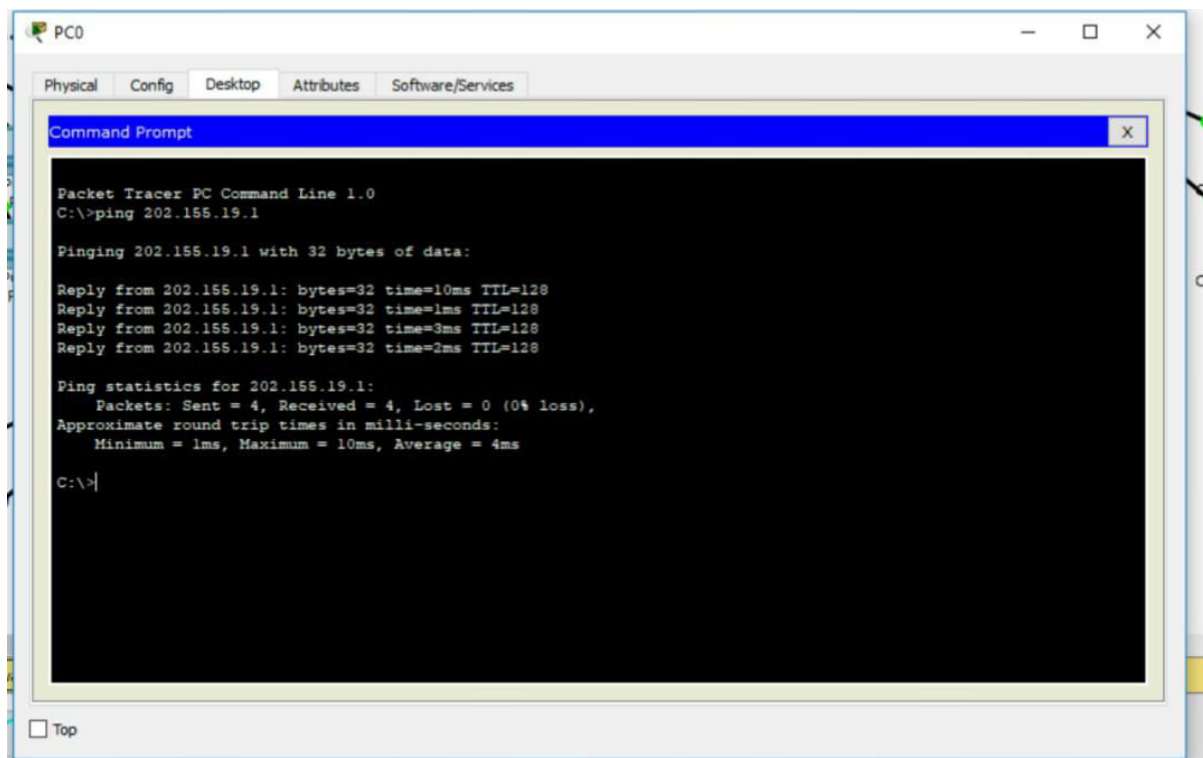 PC0
Physical Config Desktop Attributes Software/Services
Command Prompt X
Packet Tracer PC Command Line 1.0
C:\>ping 202.155.19.1
Pinging 202.155.19.1 with 32 bytes of data:
Reply from 202.155.19.1: bytes=32 time=10ms TTL=128
Reply from 202.155.19.1: bytes=32 time=1ms TTL=128
Reply from 202.155.19.1: bytes=32 time=3ms TTL=128
Reply from 202.155.19.1: bytes=32 time=2ms TTL=128
Ping statistics for 202.155.19.1:
Packets: Sent = 4, Received = 4, Lost = 0 (0% loss),
Approximate round trip times in milli-seconds:
Minimum = 1ms, Maximum = 10ms, Average = 4ms
C:\>
Top